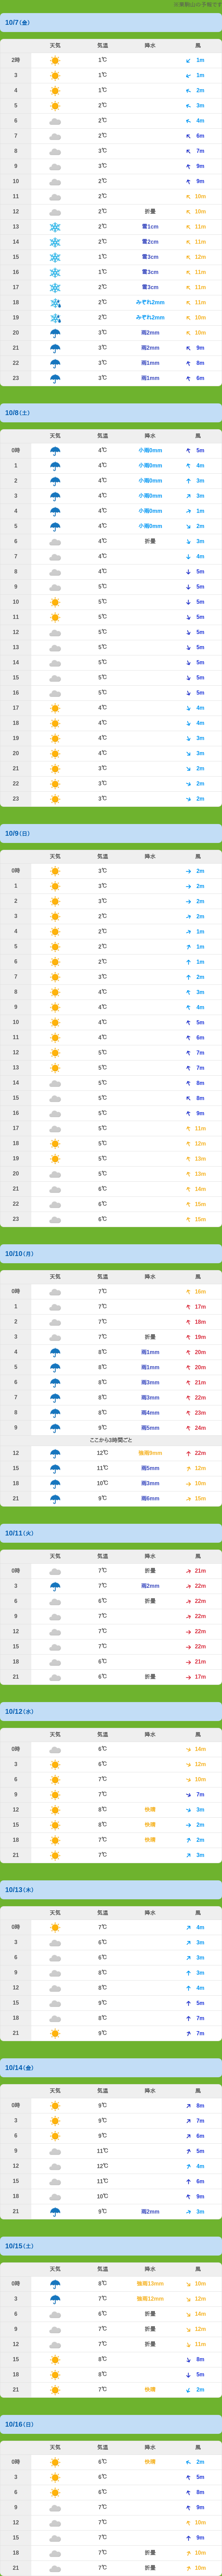 大東鉱山の予報です
10/7（金）
天気 気温 降水 風
2時 1℃ 1m
3 1℃ 1m
4 1℃ 2m
5 2℃ 3m
6 2℃ 4m
7 2℃ 6m
8 3℃ 7m
9 3℃ 9m
10 2℃ 9m
11 2℃ 10m
12 2℃ 折曇 10m
13 2℃ 雪1cm 11m
14 2℃ 雪2cm 11m
15 1℃ 雪3cm 12m
16 1℃ 雪3cm 11m
17 2℃ 雪3cm 11m
18 2℃ みぞれ2mm 11m
19 2℃ みぞれ2mm 10m
20 3℃ 雨2mm 10m
21 3℃ 雨2mm 9m
22 3℃ 雨1mm 8m
23 3℃ 雨1mm 6m
10/8（土）
天気 気温 降水 風
0時 4℃ 小雨0mm 5m
1 4℃ 小雨0mm 4m
2 4℃ 小雨0mm 3m
3 4℃ 小雨0mm 3m
4 4℃ 小雨0mm 1m
5 4℃ 小雨0mm 2m
6 4℃ 折曇 3m
7 4℃ 4m
8 4℃ 5m
9 5℃ 5m
10 5℃ 5m
11 5℃ 5m
12 5℃ 5m
13 5℃ 5m
14 5℃ 5m
15 5℃ 5m
16 5℃ 5m
17 4℃ 4m
18 4℃ 4m
19 4℃ 3m
20 4℃ 3m
21 3℃ 2m
22 3℃ 2m
23 3℃ 2m
10/9（日）
天気 気温 降水 風
0時 3℃ 2m
1 3℃ 2m
2 3℃ 2m
3 2℃ 2m
4 2℃ 1m
5 2℃ 1m
6 2℃ 1m
7 3℃ 2m
8 4℃ 3m
9 4℃ 4m
10 4℃ 5m
11 4℃ 6m
12 5℃ 7m
13 5℃ 7m
14 5℃ 8m
15 5℃ 8m
16 5℃ 9m
17 5℃ 11m
18 5℃ 12m
19 5℃ 13m
20 5℃ 13m
21 6℃ 14m
22 6℃ 15m
23 6℃ 15m
10/10（月）
天気 気温 降水 風
0時 7℃ 16m
1 7℃ 17m
2 7℃ 18m
3 7℃ 折曇 19m
4 8℃ 雨1mm 20m
5 8℃ 雨1mm 20m
6 8℃ 雨3mm 21m
7 8℃ 雨3mm 22m
8 8℃ 雨4mm 23m
9 9℃ 雨5mm 24m
ここから3時間ごと
12 12℃ 強雨9mm 22m
15 11℃ 雨5mm 12m
18 10℃ 雨3mm 10m
21 9℃ 雨6mm 15m
10/11（火）
天気 気温 降水 風
0時 7℃ 折曇 21m
3 7℃ 雨2mm 22m
6 7℃ 折曇 22m
9 7℃ 22m
12 7℃ 22m
15 7℃ 22m
18 6℃ 21m
21 6℃ 折曇 17m
10/12（水）
天気 気温 降水 風
0時 6℃ 14m
3 6℃ 12m
6 7℃ 10m
9 7℃ 7m
12 8℃ 快晴 3m
15 8℃ 快晴 2m
18 7℃ 快晴 2m
21 7℃ 3m
10/13（木）
天気 気温 降水 風
0時 7℃ 4m
3 6℃ 3m
6 6℃ 3m
9 8℃ 3m
12 8℃ 4m
15 9℃ 5m
18 8℃ 7m
21 9℃ 7m
10/14（金）
天気 気温 降水 風
0時 9℃ 8m
3 9℃ 7m
6 9℃ 6m
9 11℃ 5m
12 12℃ 4m
15 11℃ 6m
18 10℃ 9m
21 9℃ 雨2mm 3m
10/15（土）
天気 気温 降水 風
0時 8℃ 強雨13mm 10m
3 7℃ 強雨12mm 12m
6 6℃ 折曇 14m
9 7℃ 折曇 12m
12 7℃ 折曇 11m
15 8℃ 8m
18 8℃ 5m
21 7℃ 快晴 2m
10/16（日）
天気 気温 降水 風
0時 6℃ 快晴 2m
3 6℃ 5m
6 6℃ 8m
9 7℃ 9m
12 7℃ 10m
15 7℃ 9m
18 7℃ 折曇 10m
21 7℃ 折曇 10m